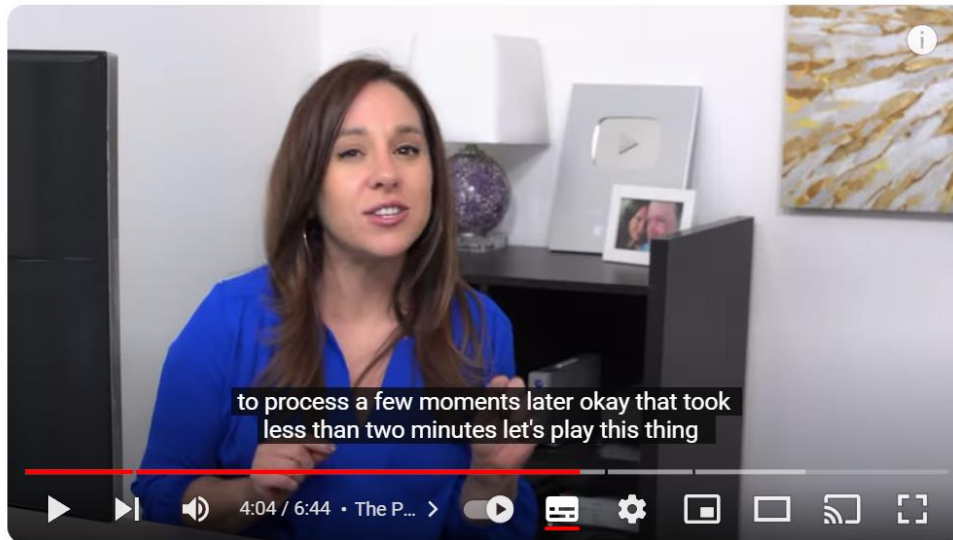 to process a few moments later okay that took
less than two minutes let's play this thing
4:04 / 6:44 • The P...